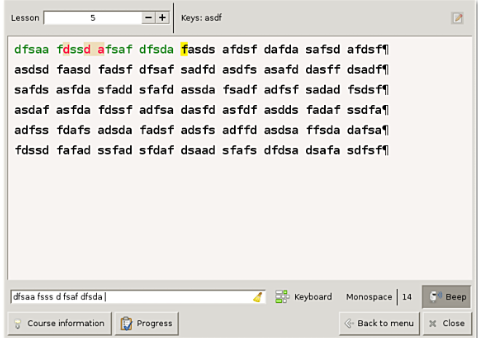 Lesson 5 Keys: asdf
dfsaa fdssd afsaf dfsda fasds afdsf dafda safsd afdsf¶
asdsd faasd fadsf dfsaf sadfd asdfs asafd dasff dsadf¶
safds asfda sfadd sfafd assda fsadf adfsf sadad fsdsf¶
asdaf asfda fdssf adfsa dasfd asfdf asdds fadaf ssdfa¶
adfss fdafs adsda fadsf adsfs adffd asdsa ffsda dafsa¶
fdssd fafad ssfad sfdaf dsaad sfafs dfdsa dsafa sdfsf¶
dfsaa fsss d fsaf dfsda Keyboard Monospace 14 Beep
Course information Progress Back to menu Close